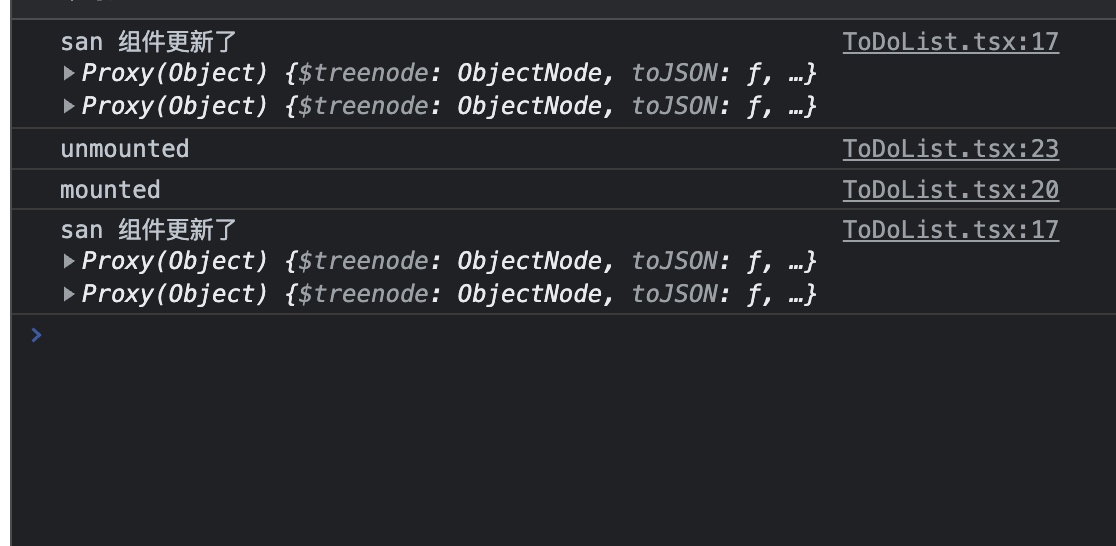 san 组件更新了 ToDoList.tsx:17
▶Proxy(Object) {$treenode: ObjectNode, toJSON: ƒ, …}
▶Proxy(Object) {$treenode: ObjectNode, toJSON: ƒ, …}
unmounted ToDoList.tsx:23
mounted ToDoList.tsx:20
san 组件更新了 ToDoList.tsx:17
▶Proxy(Object) {$treenode: ObjectNode, toJSON: ƒ, …}
▶Proxy(Object) {$treenode: ObjectNode, toJSON: ƒ, …}